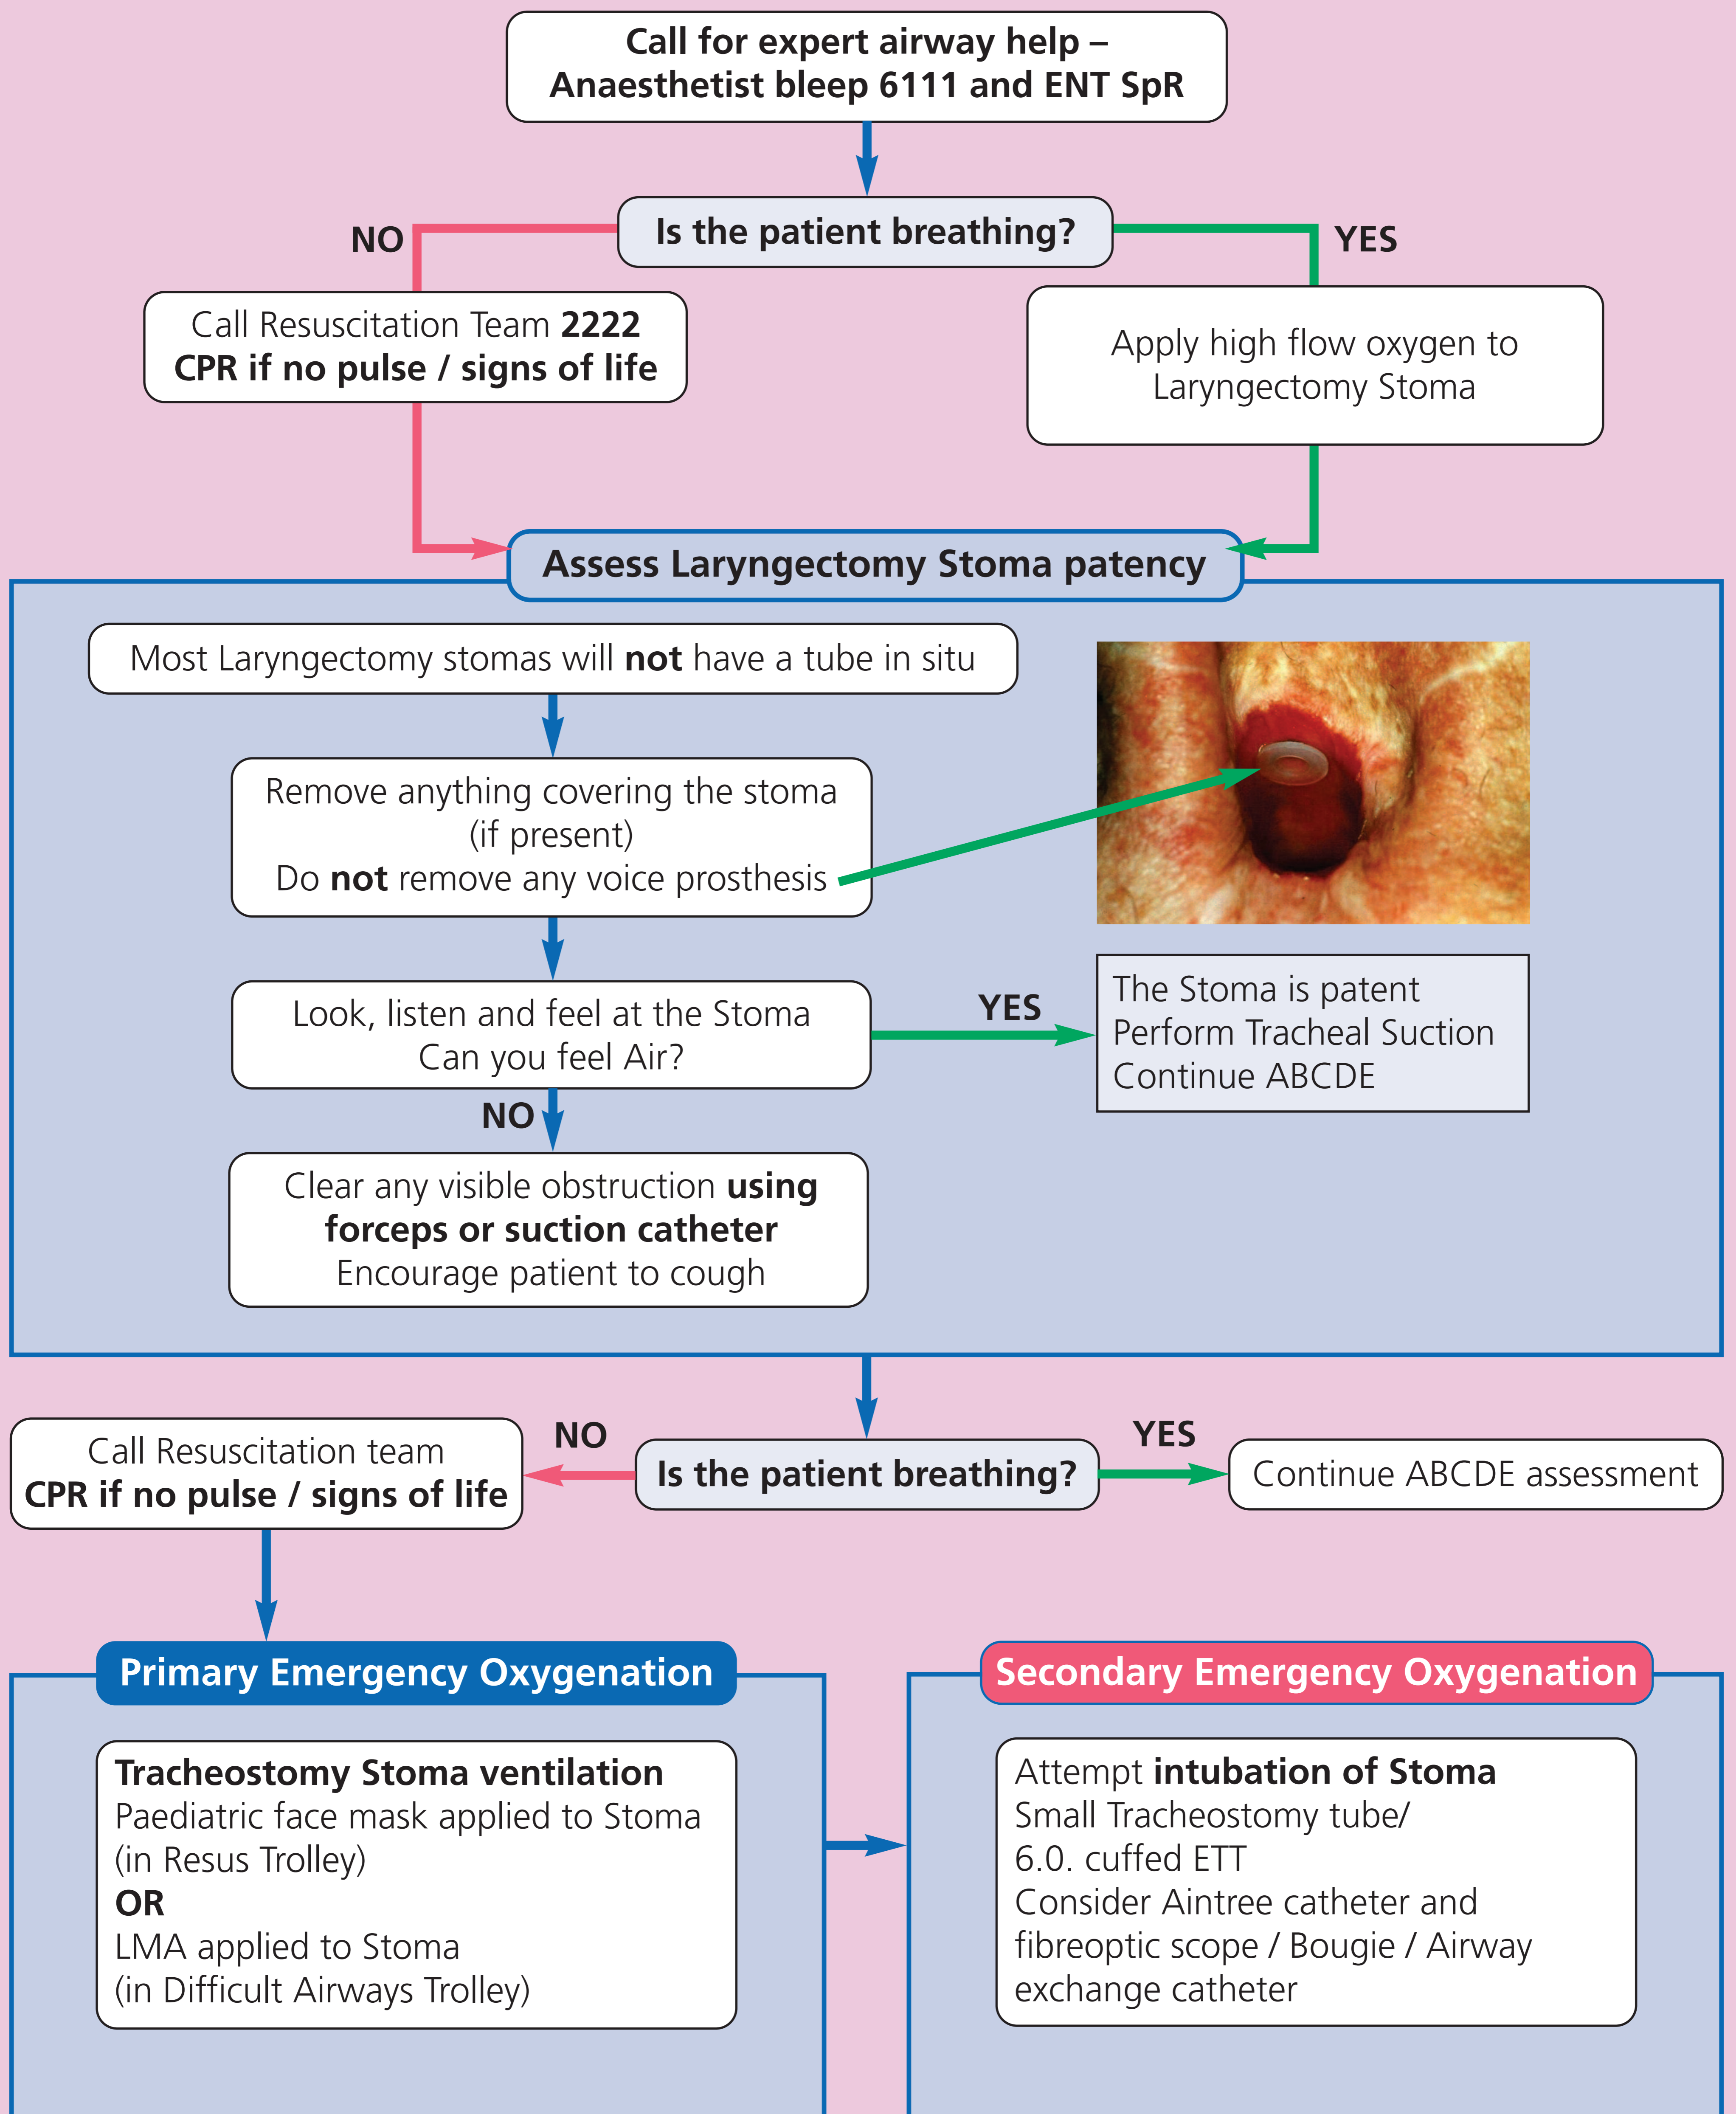 Call for expert airway help –
Anaesthetist bleep 6111 and ENT SpR
Is the patient breathing?
NO
YES
Call Resuscitation Team 2222
CPR if no pulse / signs of life
Apply high flow oxygen to
Laryngectomy Stoma
Assess Laryngectomy Stoma patency
Most Laryngectomy stomas will not have a tube in situ
Remove anything covering the stoma
(if present)
Do not remove any voice prosthesis
Look, listen and feel at the Stoma
Can you feel Air?
YES
The Stoma is patent
Perform Tracheal Suction
Continue ABCDE
NO
Clear any visible obstruction using
forceps or suction catheter
Encourage patient to cough
Is the patient breathing?
NO
YES
Call Resuscitation team
CPR if no pulse / signs of life
Continue ABCDE assessment
Primary Emergency Oxygenation
Tracheostomy Stoma ventilation
Paediatric face mask applied to Stoma
(in Resus Trolley)
OR
LMA applied to Stoma
(in Difficult Airways Trolley)
Secondary Emergency Oxygenation
Attempt intubation of Stoma
Small Tracheostomy tube/
6.0. cuffed ETT
Consider Aintree catheter and
fibreoptic scope / Bougie / Airway
exchange catheter